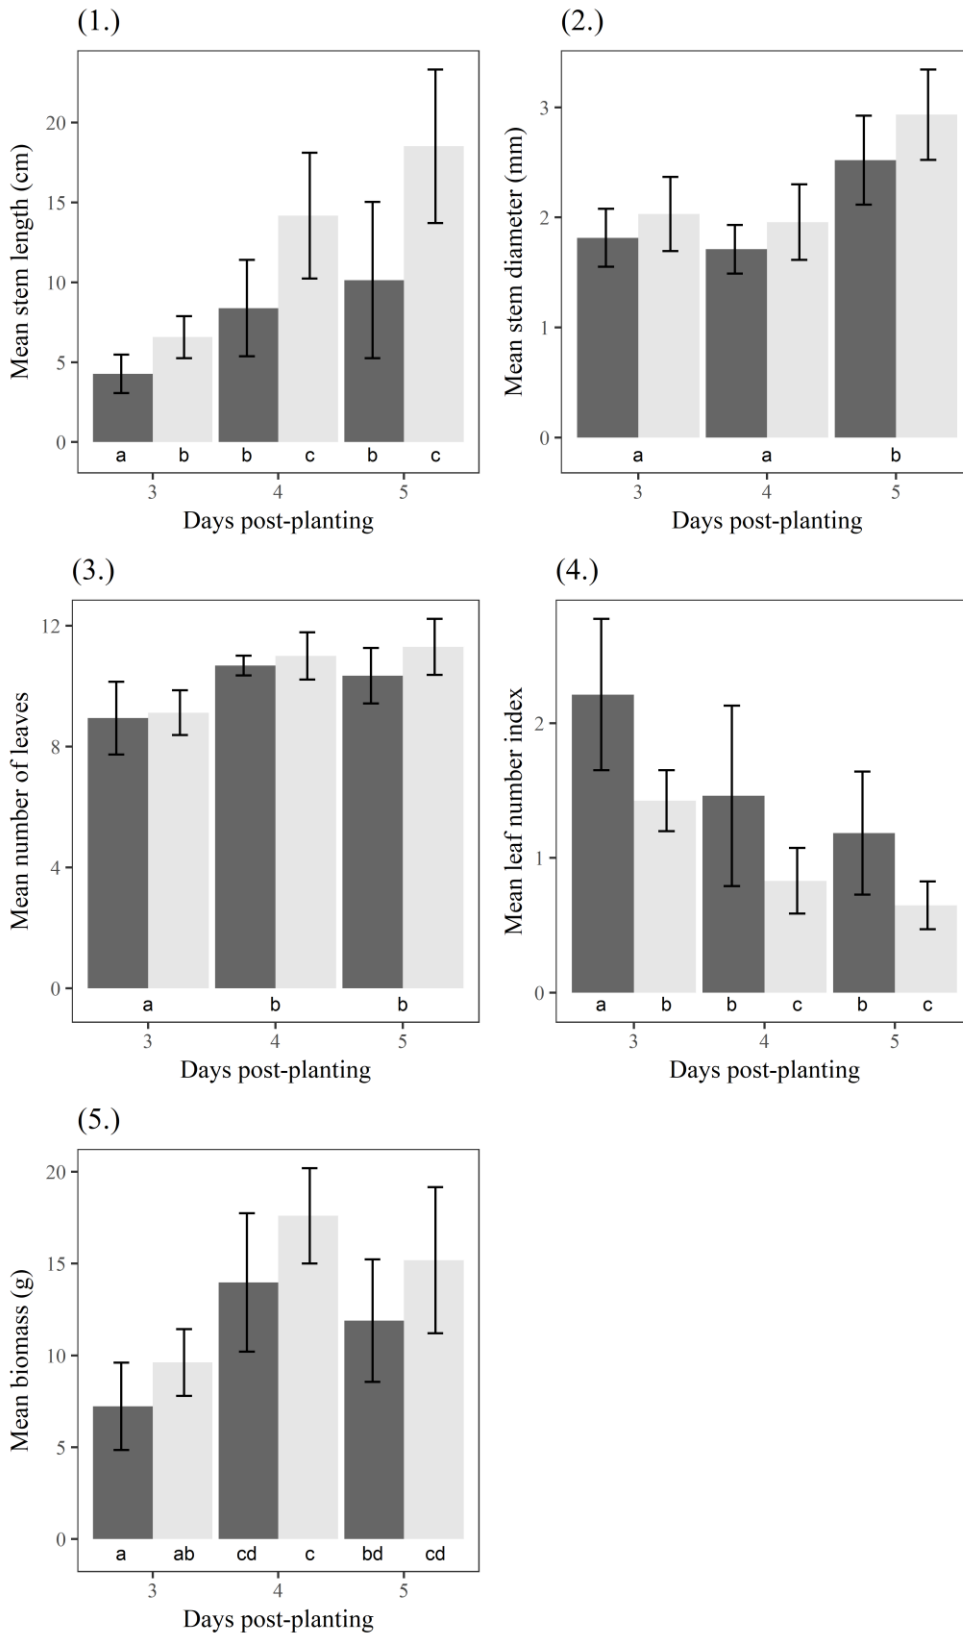 (1.)
Mean stem length (cm)
20
15
10
5
0
a b b c b c
3 4 5
Days post-planting
(2.)
Mean stem diameter (mm)
3
2
1
0
a a b
3 4 5
Days post-planting
(3.)
Mean number of leaves
12
8
4
0
a b b
3 4 5
Days post-planting
(4.)
Mean leaf number index
2
1
0
a b b c b c
3 4 5
Days post-planting
(5.)
Mean biomass (g)
20
15
10
5
0
a ab cd c bd cd
3 4 5
Days post-planting